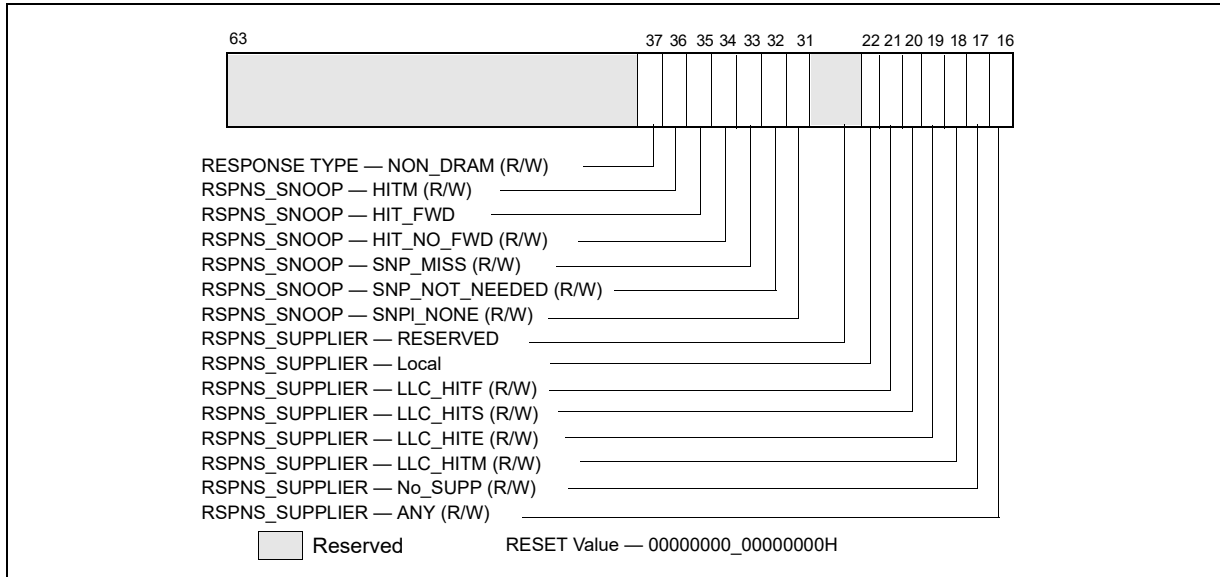 63 37 36 35 34 33 32 31 22 21 20 19 18 17 16
RESPONSE TYPE — NON_DRAM (R/W)
RSPNS_SNOOP — HITM (R/W)
RSPNS_SNOOP — HIT_FWD
RSPNS_SNOOP — HIT_NO_FWD (R/W)
RSPNS_SNOOP — SNP_MISS (R/W)
RSPNS_SNOOP — SNP_NOT_NEEDED (R/W)
RSPNS_SNOOP — SNPI_NONE (R/W)
RSPNS_SUPPLIER — RESERVED
RSPNS_SUPPLIER — Local
RSPNS_SUPPLIER — LLC_HITF (R/W)
RSPNS_SUPPLIER — LLC_HITS (R/W)
RSPNS_SUPPLIER — LLC_HITE (R/W)
RSPNS_SUPPLIER — LLC_HITM (R/W)
RSPNS_SUPPLIER — No_SUPP (R/W)
RSPNS_SUPPLIER — ANY (R/W)
Reserved RESET Value — 00000000_00000000H